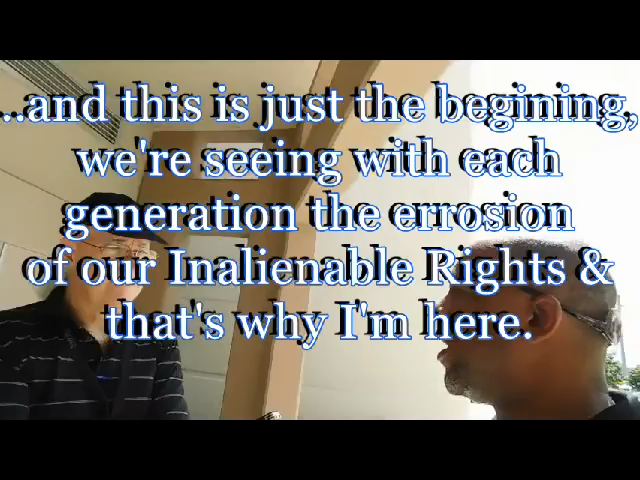 ..and this is just the begining,
we're seeing with each
generation the errosion
of our Inalienable Rights &
that's why I'm here.